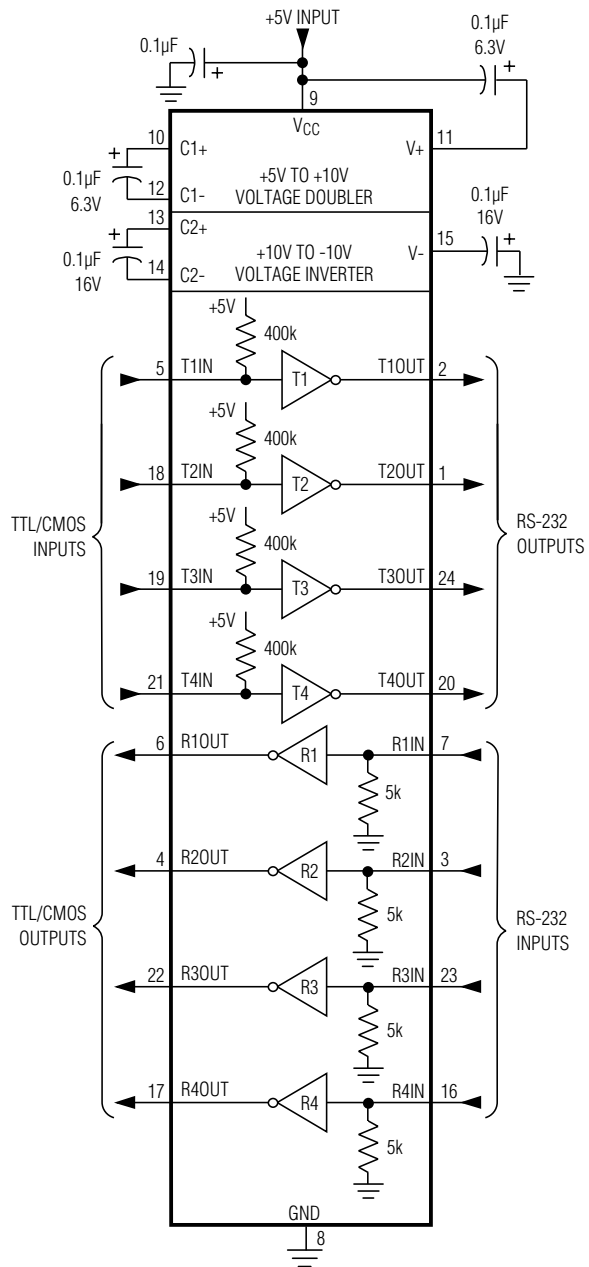 +5V INPUT
0.1µF
0.1µF
6.3V
9
VCC
10
C1+
V+
11
0.1µF
6.3V
+5V TO +10V
VOLTAGE DOUBLER
12
C1-
13
C2+
0.1µF
16V
+10V TO -10V
VOLTAGE INVERTER
V-
15
0.1µF
16V
14
C2-
+5V
400k
5
T1IN
T1
T1OUT
2
+5V
400k
18
T2IN
T2
T2OUT
1
TTL/CMOS
INPUTS
RS-232
OUTPUTS
+5V
400k
19
T3IN
T3
T3OUT
24
+5V
400k
21
T4IN
T4
T4OUT
20
6
R1OUT
R1
R1IN
7
5k
4
R2OUT
R2
R2IN
3
5k
TTL/CMOS
OUTPUTS
RS-232
INPUTS
22
R3OUT
R3
R3IN
23
5k
17
R4OUT
R4
R4IN
16
5k
GND
8